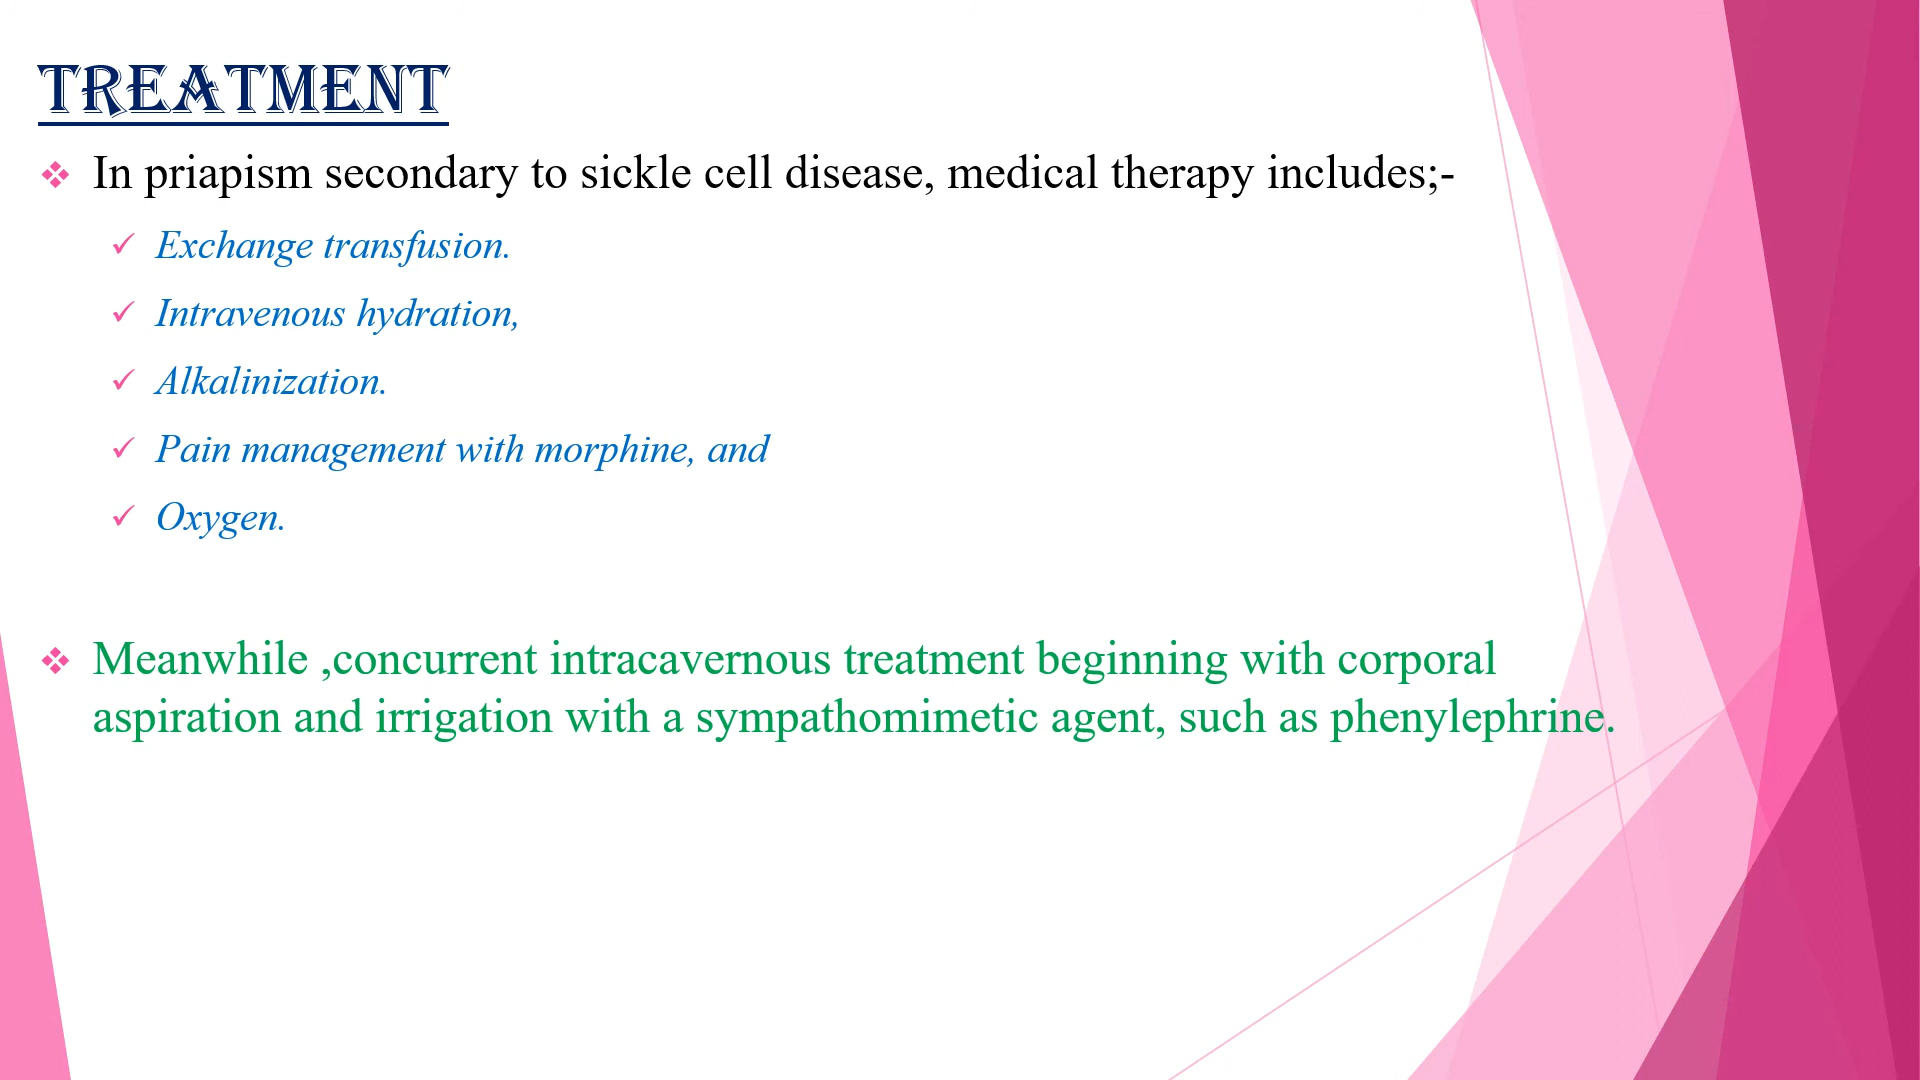 TREATMENT
In priapism secondary to sickle cell disease, medical therapy includes;-
Exchange transfusion.
Intravenous hydration,
Alkalinization.
Pain management with morphine, and
Oxygen.
Meanwhile ,concurrent intracavernous treatment beginning with corporal
aspiration and irrigation with a sympathomimetic agent, such as phenylephrine.